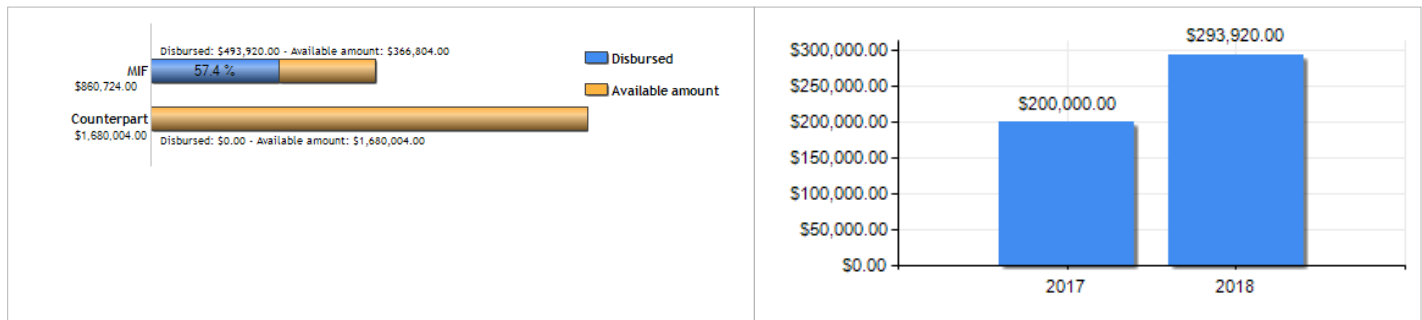 Disbursed: $493,920.00 - Available amount: $366,804.00
MIF
$860,724.00
57.4 %
Counterpart
$1,680,004.00
Disbursed: $0.00 - Available amount: $1,680,004.00
Disbursed
Available amount
$300,000.00
$250,000.00
$200,000.00
$150,000.00
$100,000.00
$50,000.00
$0.00
$200,000.00
$293,920.00
2017
2018